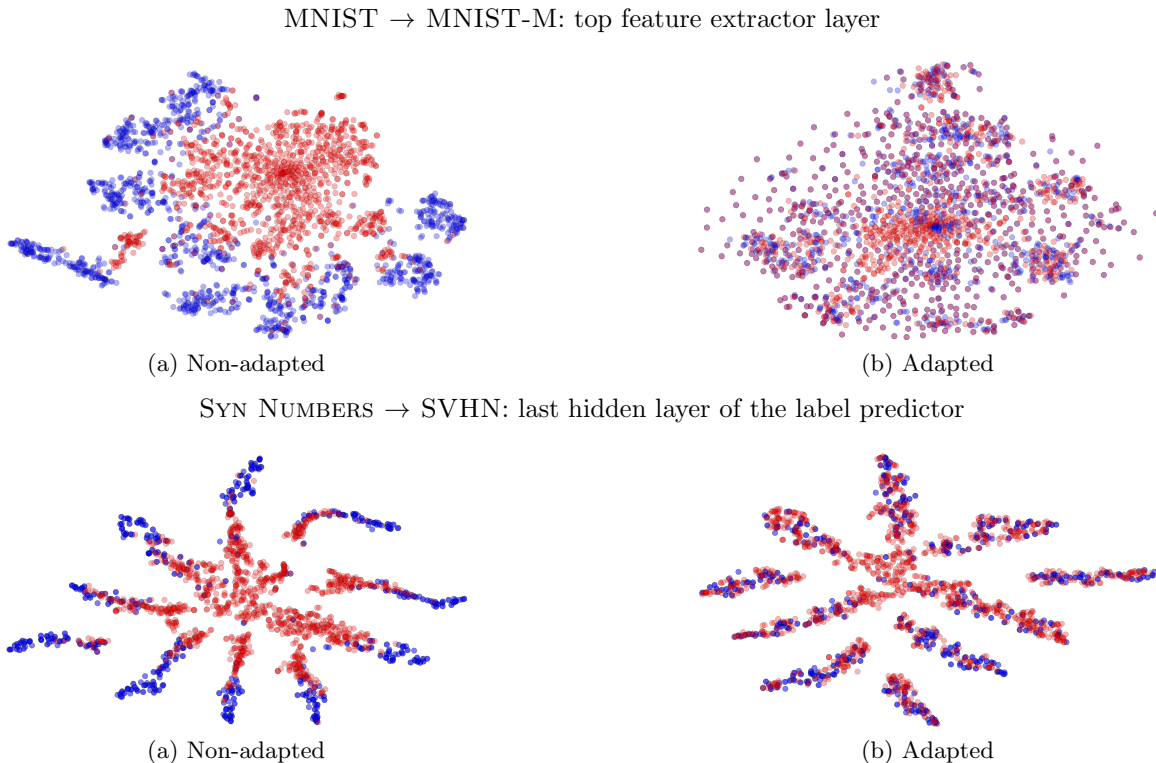 MNIST → MNIST-M: top feature extractor layer
(a) Non-adapted
(b) Adapted
Syn Numbers → SVHN: last hidden layer of the label predictor
(a) Non-adapted
(b) Adapted